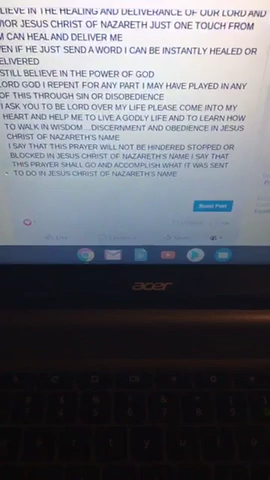 LIEVE IN THE HEALING AND DELIVERANCE OF OUR LORD AND
IOR JESUS CHRIST OF NAZARETH JUST ONE TOUCH FROM
M CAN HEAL AND DELIVER ME
EN IF HE JUST SEND A WORD I CAN BE INSTANTLY HEALED OR
ELIVERED
STILL BELIEVE IN THE POWER OF GOD
LORD GOD I REPENT FOR ANY PART I MAY HAVE PLAYED IN ANY
OF THIS THROUGH SIN OR DISOBEDIENCE
I ASK YOU TO BE LORD OVER MY LIFE PLEASE COME INTO MY
HEART AND HELP ME TO LIVE A GODLY LIFE AND TO LEARN HOW
TO WALK IN WISDOM ...DISCERNMENT AND OBEDIENCE IN JESUS
CHRIST OF NAZARETH'S NAME
I SAY THAT THIS PRAYER WILL NOT BE HINDERED STOPPED OR
BLOCKED IN JESUS CHRIST OF NAZARETH'S NAME I SAY THAT
THIS PRAYER SHALL GO AND ACCOMPLISH WHAT IT WAS SENT
TO DO IN JESUS CHRIST OF NAZARETH'S NAME
Boost Post
acer